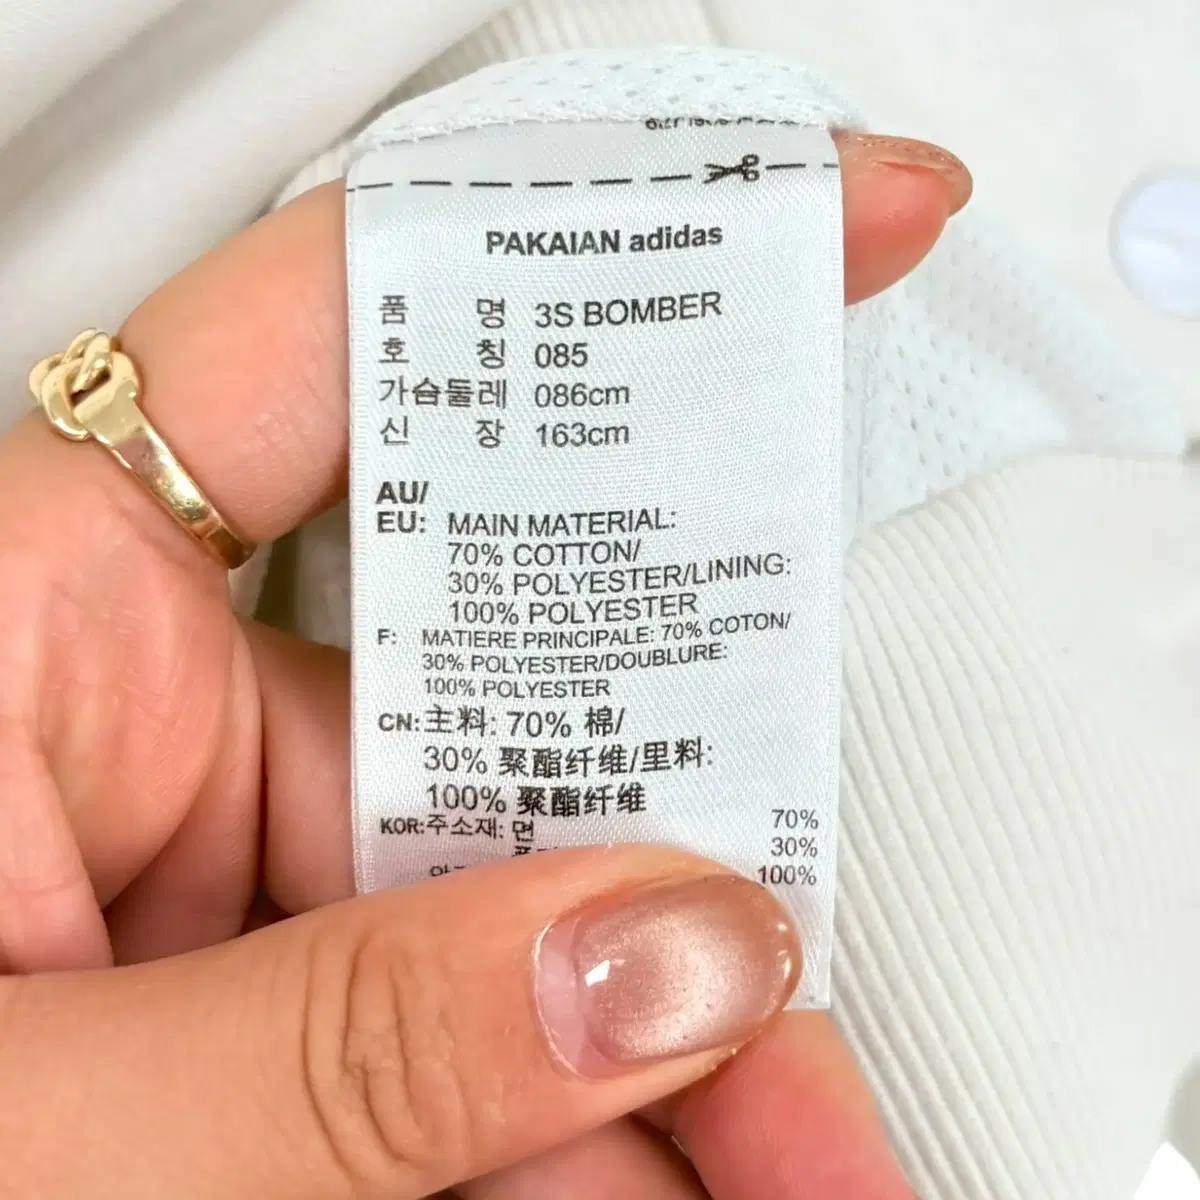 PAKAIAN adidas
품 명 3S BOMBER
호 칭 085
가슴둘레 086cm
신 장 163cm
AU/
EU: MAIN MATERIAL:
70% COTTON/
30% POLYESTER/LINING:
100% POLYESTER
F: MATIERE PRINCIPALE: 70% COTON/
30% POLYESTER/DOUBLURE:
100% POLYESTER
CN:主料: 70% 棉/
30% 聚酯纤维/里料:
100% 聚酯纤维
KOR:주소재: 면 70%
30%
100%